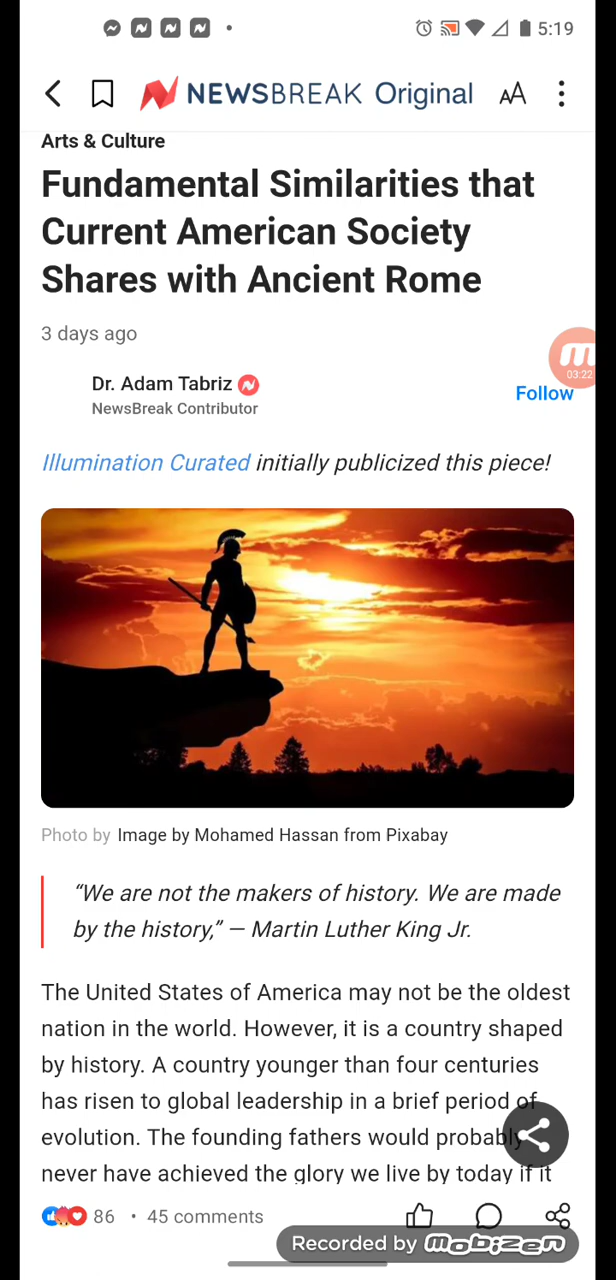 5:19
NEWSBREAK Original AA
Arts & Culture
Fundamental Similarities that
Current American Society
Shares with Ancient Rome
3 days ago
03:22
Dr. Adam Tabriz
Follow
NewsBreak Contributor
Illumination Curated initially publicized this piece!
Photo by Image by Mohamed Hassan from Pixabay
“We are not the makers of history. We are made
by the history,” — Martin Luther King Jr.
The United States of America may not be the oldest
nation in the world. However, it is a country shaped
by history. A country younger than four centuries
has risen to global leadership in a brief period of
evolution. The founding fathers would probably
never have achieved the glory we live by today if it
86 • 45 comments
Recorded by mobizen